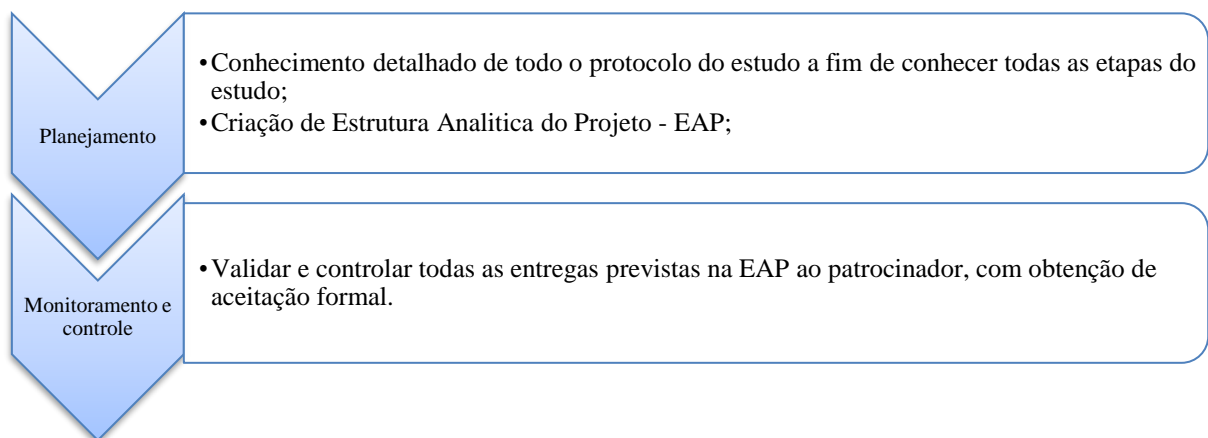 Planejamento
•Conhecimento detalhado de todo o protocolo do estudo a fim de conhecer todas as etapas do
estudo;
•Criação de Estrutura Analitica do Projeto - EAP;
Monitoramento e
controle
•Validar e controlar todas as entregas previstas na EAP ao patrocinador, com obtenção de
aceitação formal.